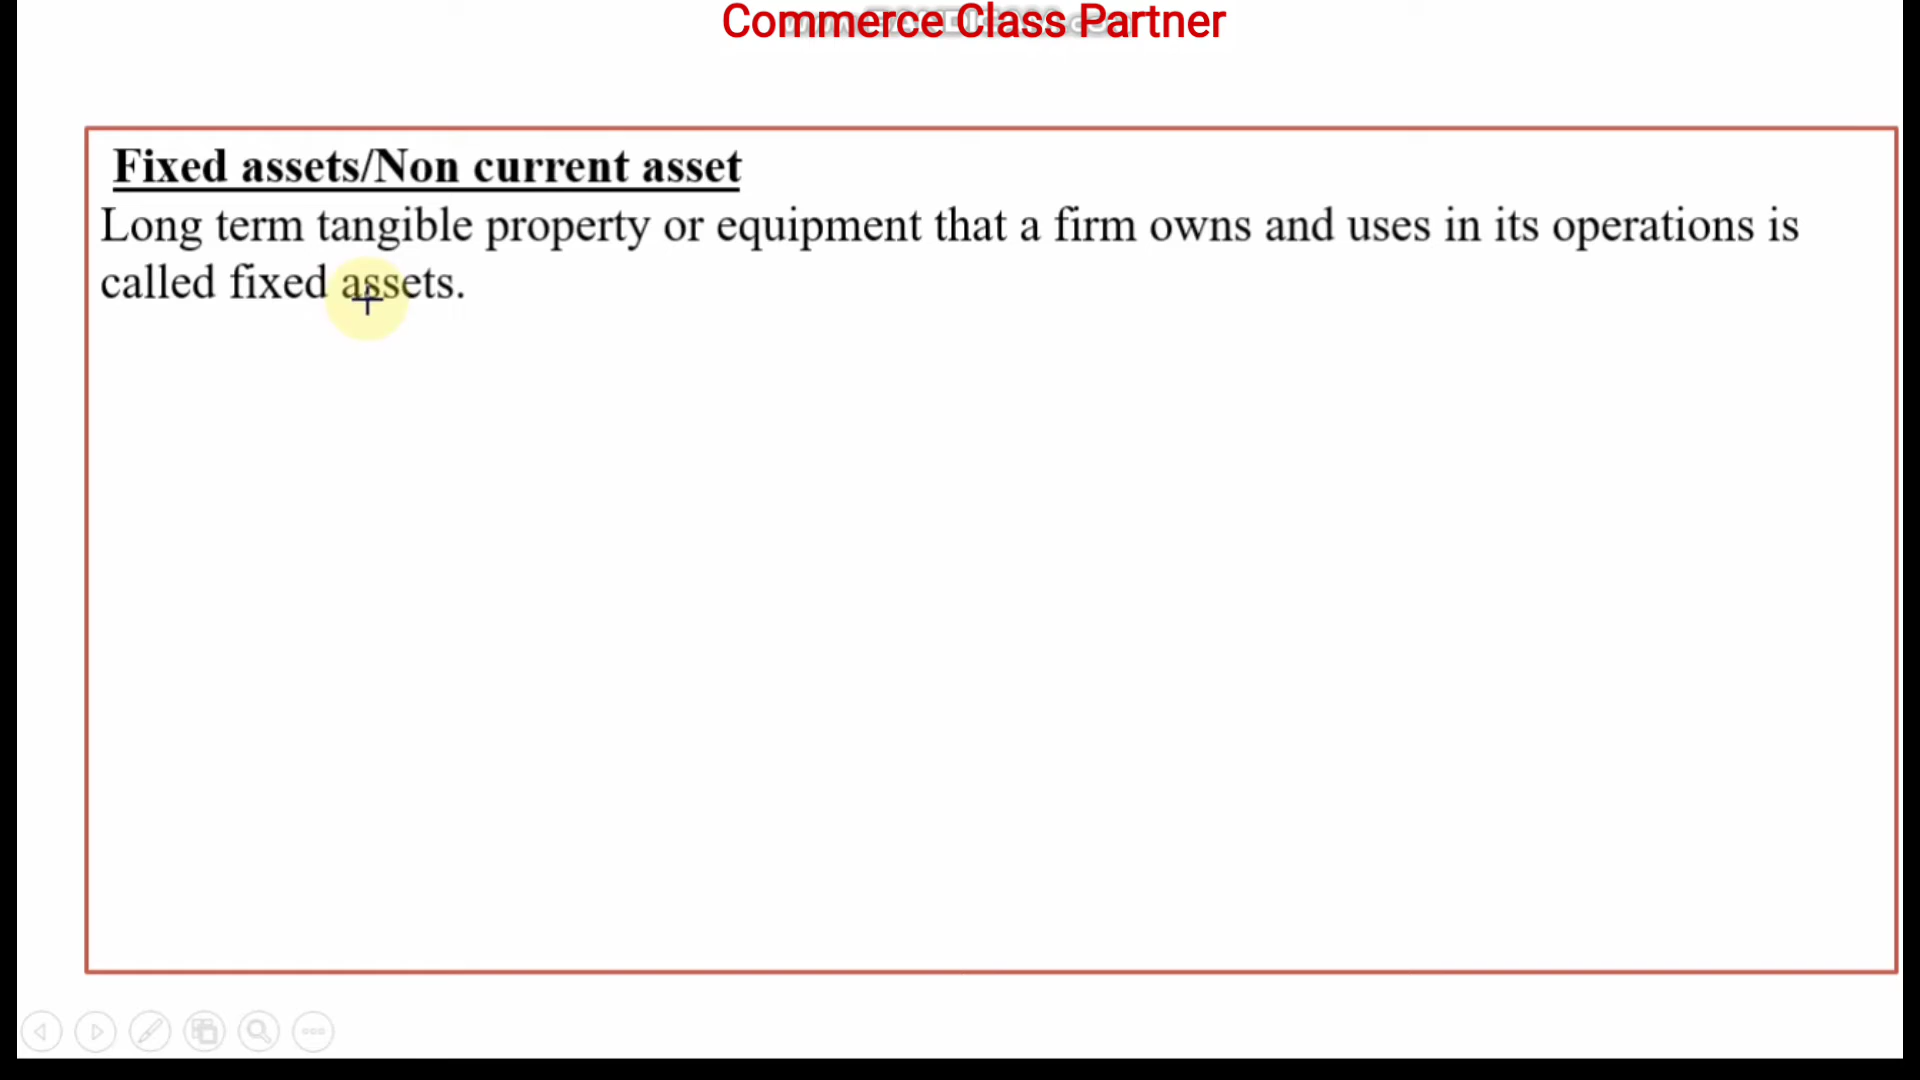 Commerce Class Partner
Fixed assets/Non current asset
Long term tangible property or equipment that a firm owns and uses in its operations is
called fixed assets.